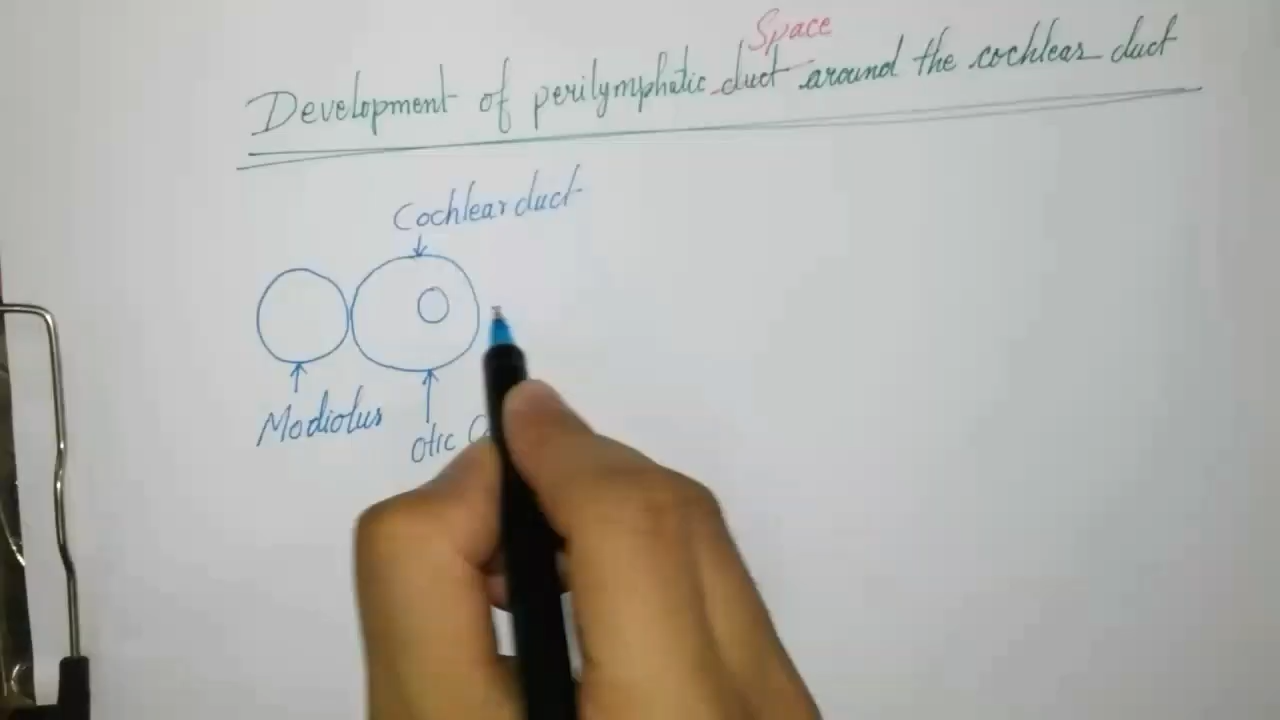 Space
Development of perilymphatic duct around the cochlear duct
Cochlear duct
Modiolus
otic